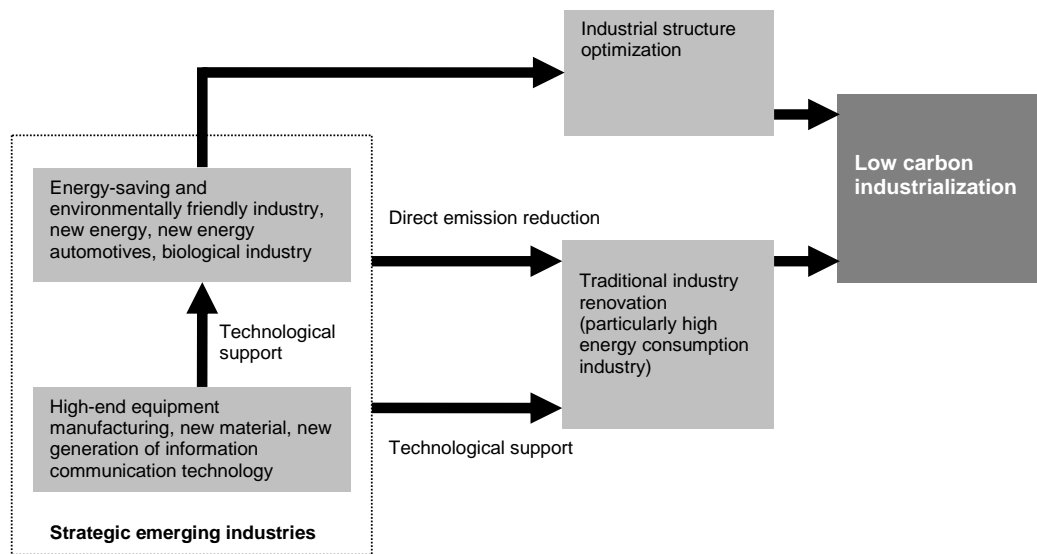 Industrial structure
optimization
Low carbon
industrialization
Energy-saving and
environmentally friendly industry,
new energy, new energy
automotives, biological industry
Direct emission reduction
Traditional industry
renovation
(particularly high
energy consumption
industry)
Technological
support
High-end equipment
manufacturing, new material, new
generation of information
communication technology
Technological support
Strategic emerging industries